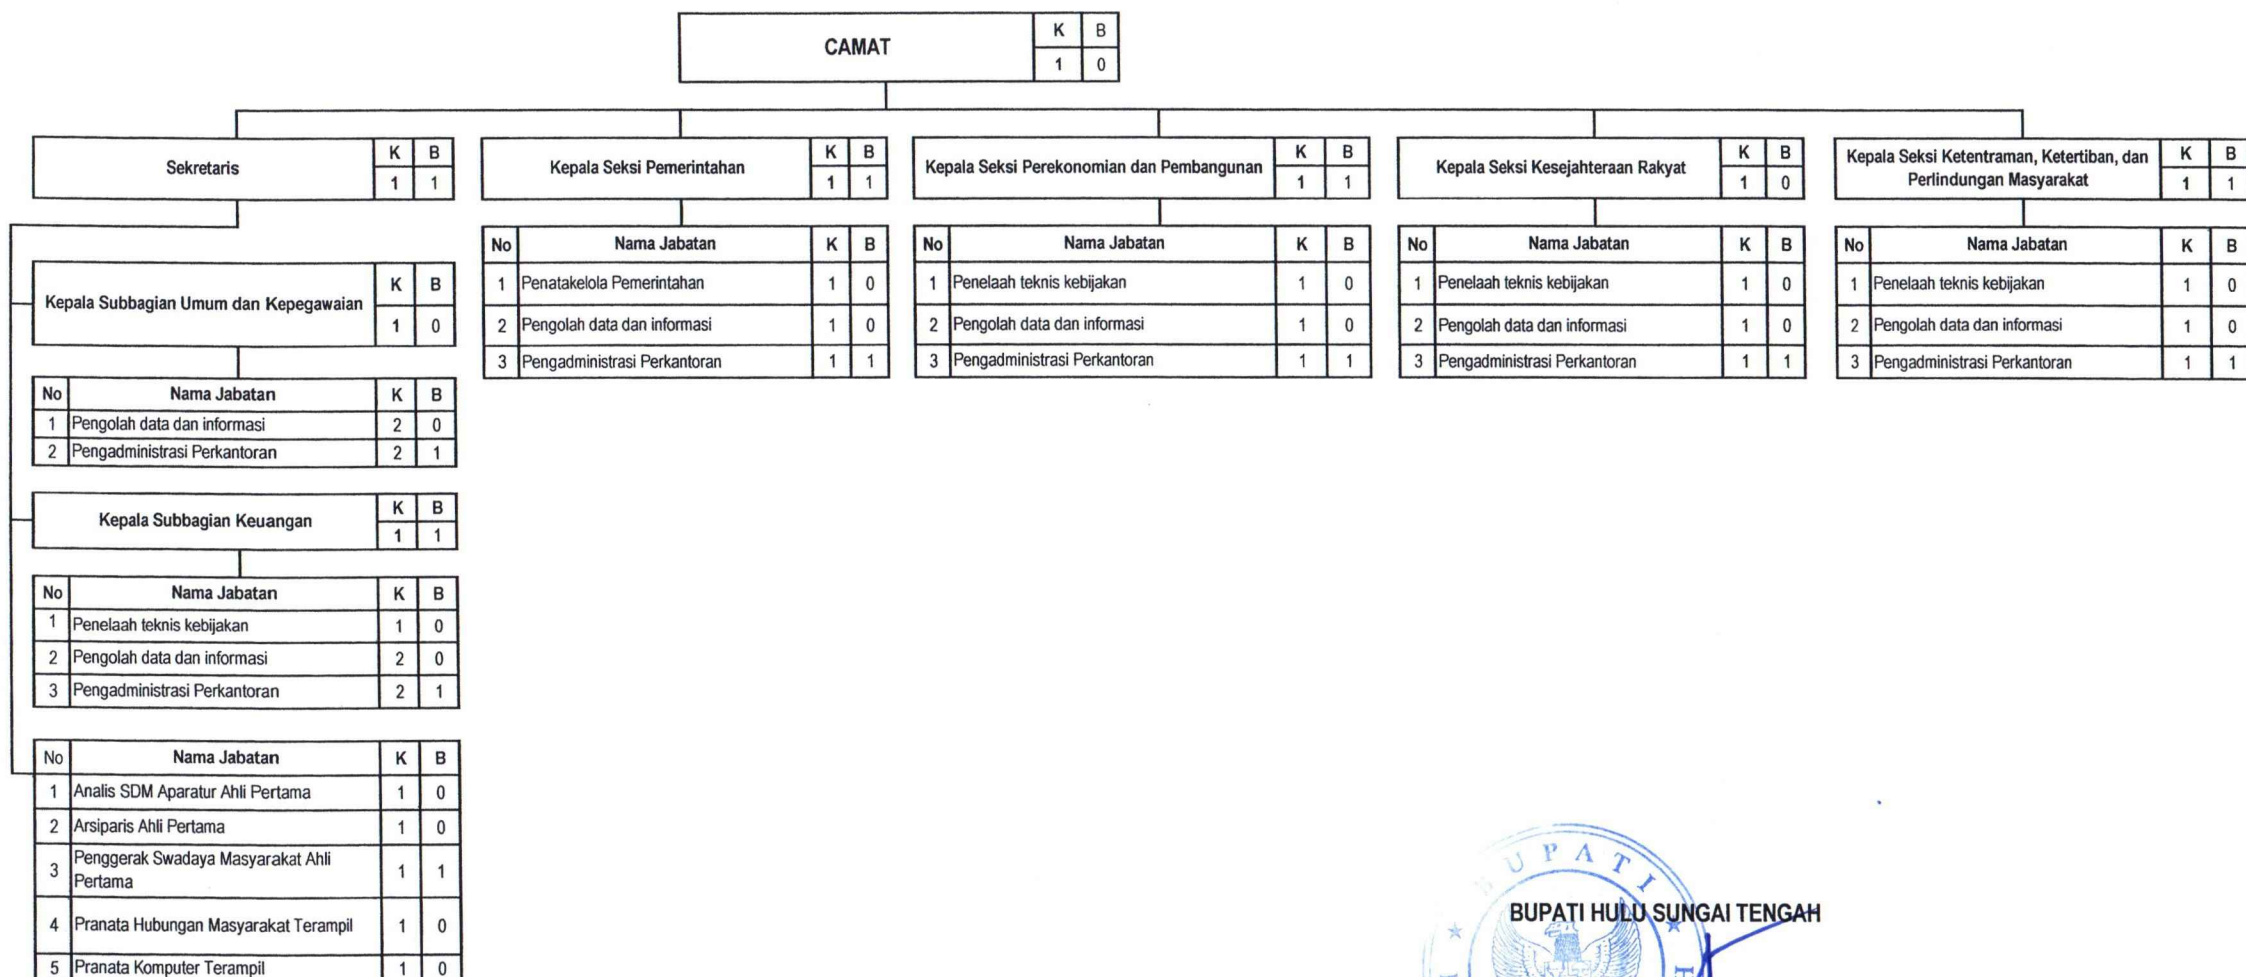 CAMAT K B
1 0
Sekretaris K B
1 1
Kepala Seksi Pemerintahan K B
1 1
Kepala Seksi Perekonomian dan Pembangunan K B
1 1
Kepala Seksi Kesejahteraan Rakyat K B
1 0
Kepala Seksi Ketentraman, Ketertiban, dan K B
Perlindungan Masyarakat 1 1
Kepala Subbagian Umum dan Kepegawaian K B
1 0
No Nama Jabatan K B
1 Pengolah data dan informasi 2 0
2 Pengadministrasi Perkantoran 2 1
Kepala Subbagian Keuangan K B
1 1
No Nama Jabatan K B
1 Penelaah teknis kebijakan 1 0
2 Pengolah data dan informasi 2 0
3 Pengadministrasi Perkantoran 2 1
No Nama Jabatan K B
1 Analis SDM Aparatur Ahli Pertama 1 0
2 Arsiparis Ahli Pertama 1 0
3 Penggerak Swadaya Masyarakat Ahli 1 1
Pertama
4 Pranata Hubungan Masyarakat Terampil 1 0
5 Pranata Komputer Terampil 1 0
No Nama Jabatan K B
1 Penatakelola Pemerintahan 1 0
2 Pengolah data dan informasi 1 0
3 Pengadministrasi Perkantoran 1 1
No Nama Jabatan K B
1 Penelaah teknis kebijakan 1 0
2 Pengolah data dan informasi 1 0
3 Pengadministrasi Perkantoran 1 1
No Nama Jabatan K B
1 Penelaah teknis kebijakan 1 0
2 Pengolah data dan informasi 1 0
3 Pengadministrasi Perkantoran 1 1
No Nama Jabatan K B
1 Penelaah teknis kebijakan 1 0
2 Pengolah data dan informasi 1 0
3 Pengadministrasi Perkantoran 1 1
BUPATI
BUPATI HULU SUNGAI TENGAH